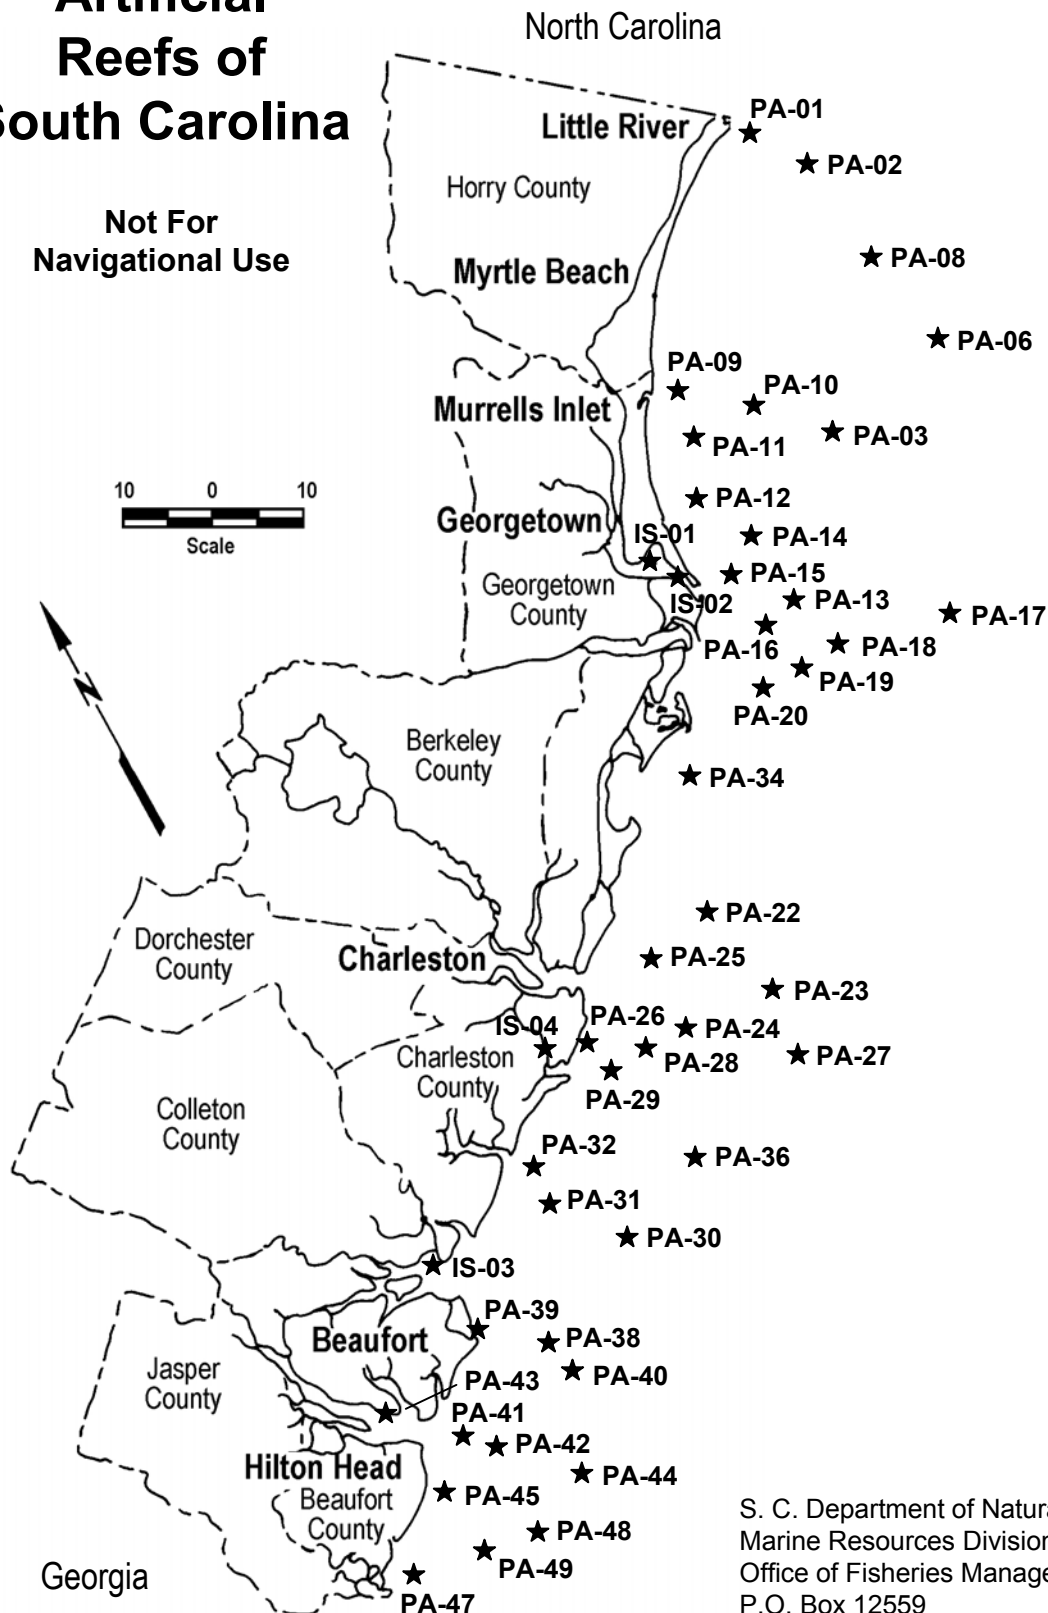 Artificial
Reefs of
South Carolina
Not For
Navigational Use
North Carolina
Little River
Horry County
Myrtle Beach
PA-01
PA-02
PA-08
PA-06
PA-09
PA-10
Murrells Inlet
PA-03
PA-11
10 0 10
Scale
PA-12
Georgetown
IS-01
PA-14
PA-15
Georgetown
County
IS-02
PA-13
PA-17
PA-16
PA-18
PA-19
PA-20
Berkeley
County
PA-34
N
PA-22
Dorchester
County
Charleston
PA-25
PA-23
IS-04
PA-26
PA-24
Charleston
County
PA-28
PA-27
PA-29
Colleton
County
PA-32
PA-36
PA-31
PA-30
IS-03
PA-39
Beaufort
PA-38
PA-40
Jasper
County
PA-43
PA-41
PA-42
Hilton Head
PA-44
Beaufort
County
PA-45
PA-48
PA-49
Georgia
PA-47
S. C. Department of Natura
Marine Resources Division
Office of Fisheries Manage
P.O. Box 12559